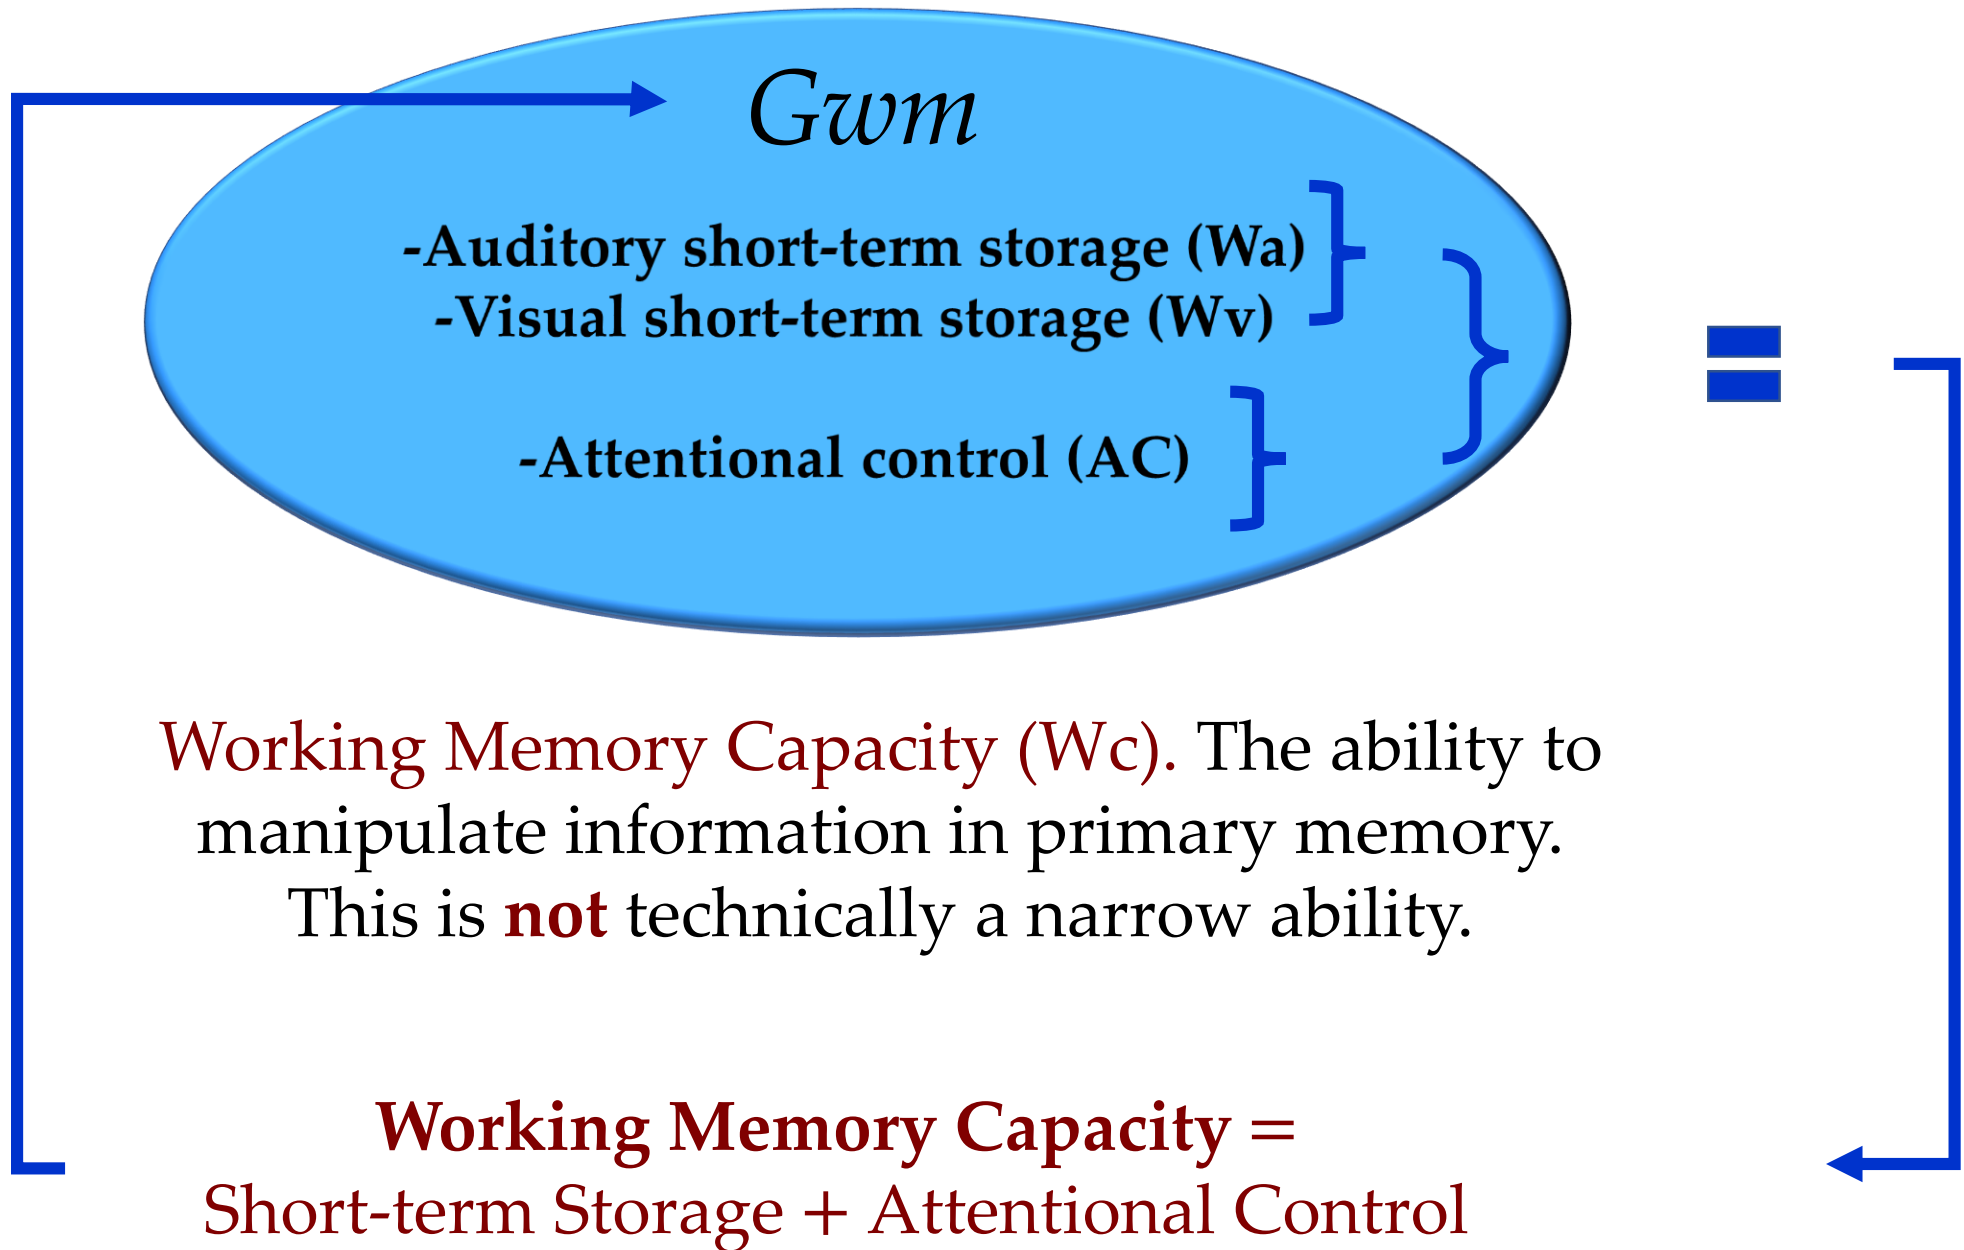 Gwm
-Auditory short-term storage (Wa)
-Visual short-term storage (Wv)
-Attentional control (AC)
=
Working Memory Capacity (Wc). The ability to
manipulate information in primary memory.
This is not technically a narrow ability.
Working Memory Capacity =
Short-term Storage + Attentional Control